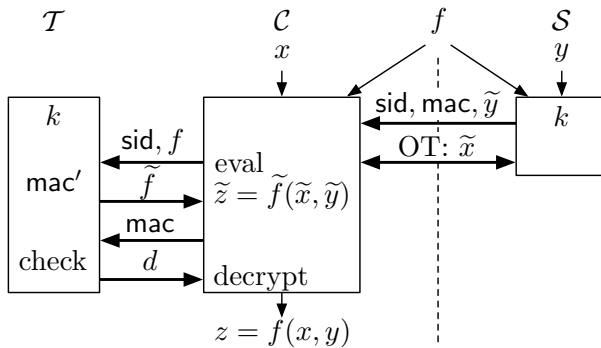 𝒯 𝒞 f 𝒮
x y
k sid, mac, ỹ k
sid, f OT: x̃
mac′ f̃ eval
z̃ = f̃(x̃, ỹ)
mac
check d decrypt
z = f(x, y)